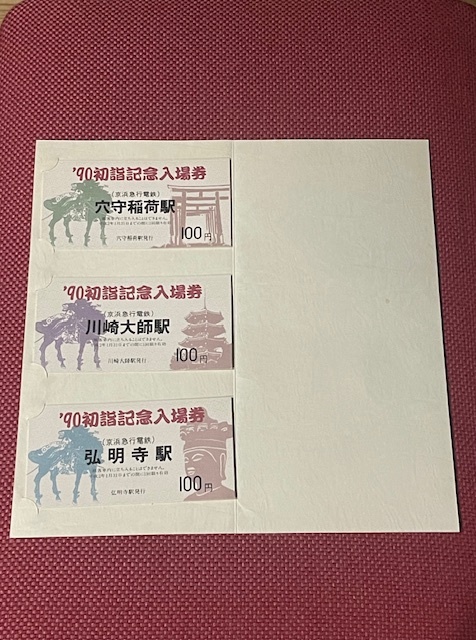 '90初詣記念入場券
(京浜急行電鉄)
穴守稲荷駅
100円
穴守稲荷駅発行
'90初詣記念入場券
(京浜急行電鉄)
川崎大師駅
100円
川崎大師駅発行
'90初詣記念入場券
(京浜急行電鉄)
弘明寺駅
100円
弘明寺駅発行